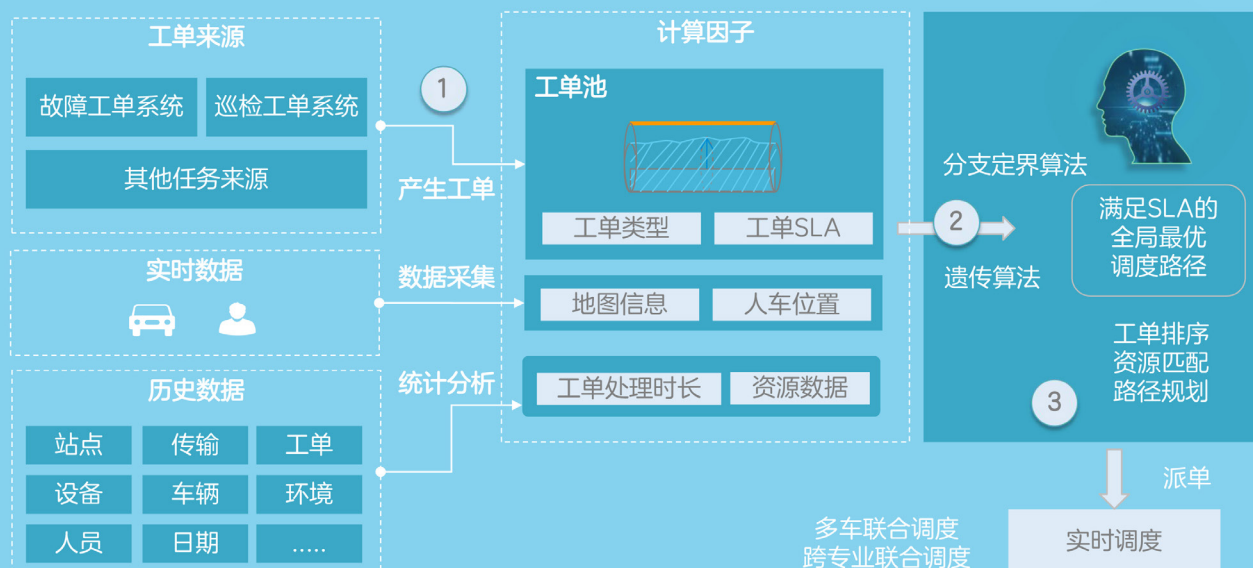 工单来源
故障工单系统
巡检工单系统
其他任务来源
实时数据
历史数据
站点
传输
工单
设备
车辆
环境
人员
日期
.....
1
产生工单
数据采集
统计分析
计算因子
工单池
工单类型
工单SLA
地图信息
人车位置
工单处理时长
资源数据
2
分支定界算法
遗传算法
满足SLA的
全局最优
调度路径
工单排序
资源匹配
路径规划
3
派单
多车联合调度
跨专业联合调度
实时调度